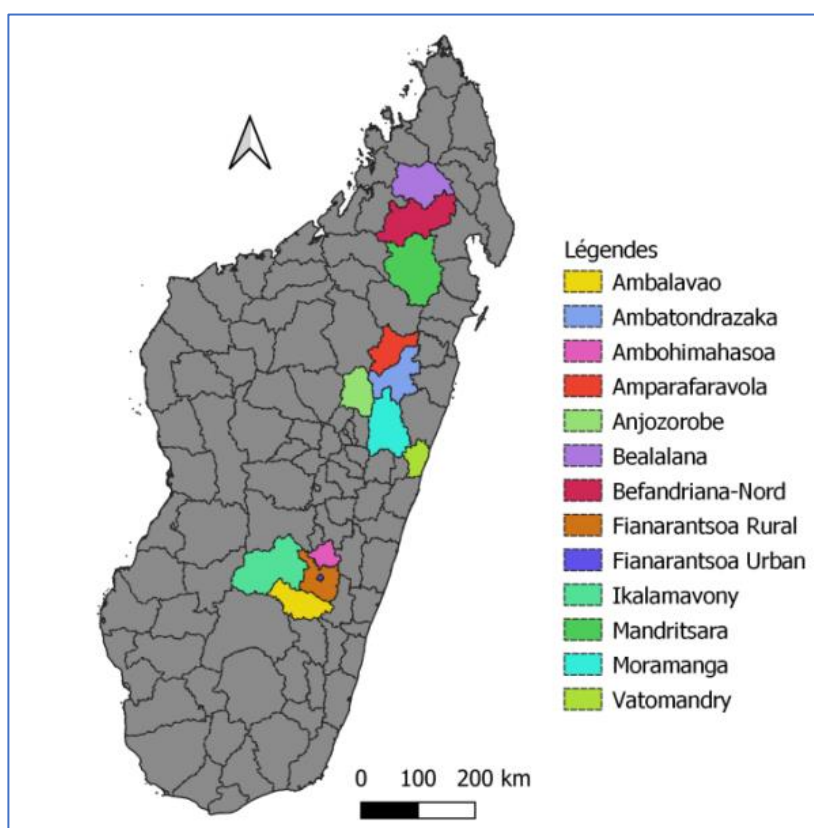 Légendes
Ambalavao
Ambatondrazaka
Ambohimahasoa
Amparafaravola
Anjozorobe
Bealalana
Befandriana-Nord
Fianarantsoa Rural
Fianarantsoa Urban
Ikalamavony
Mandritsara
Moramanga
Vatomandry
0 100 200 km